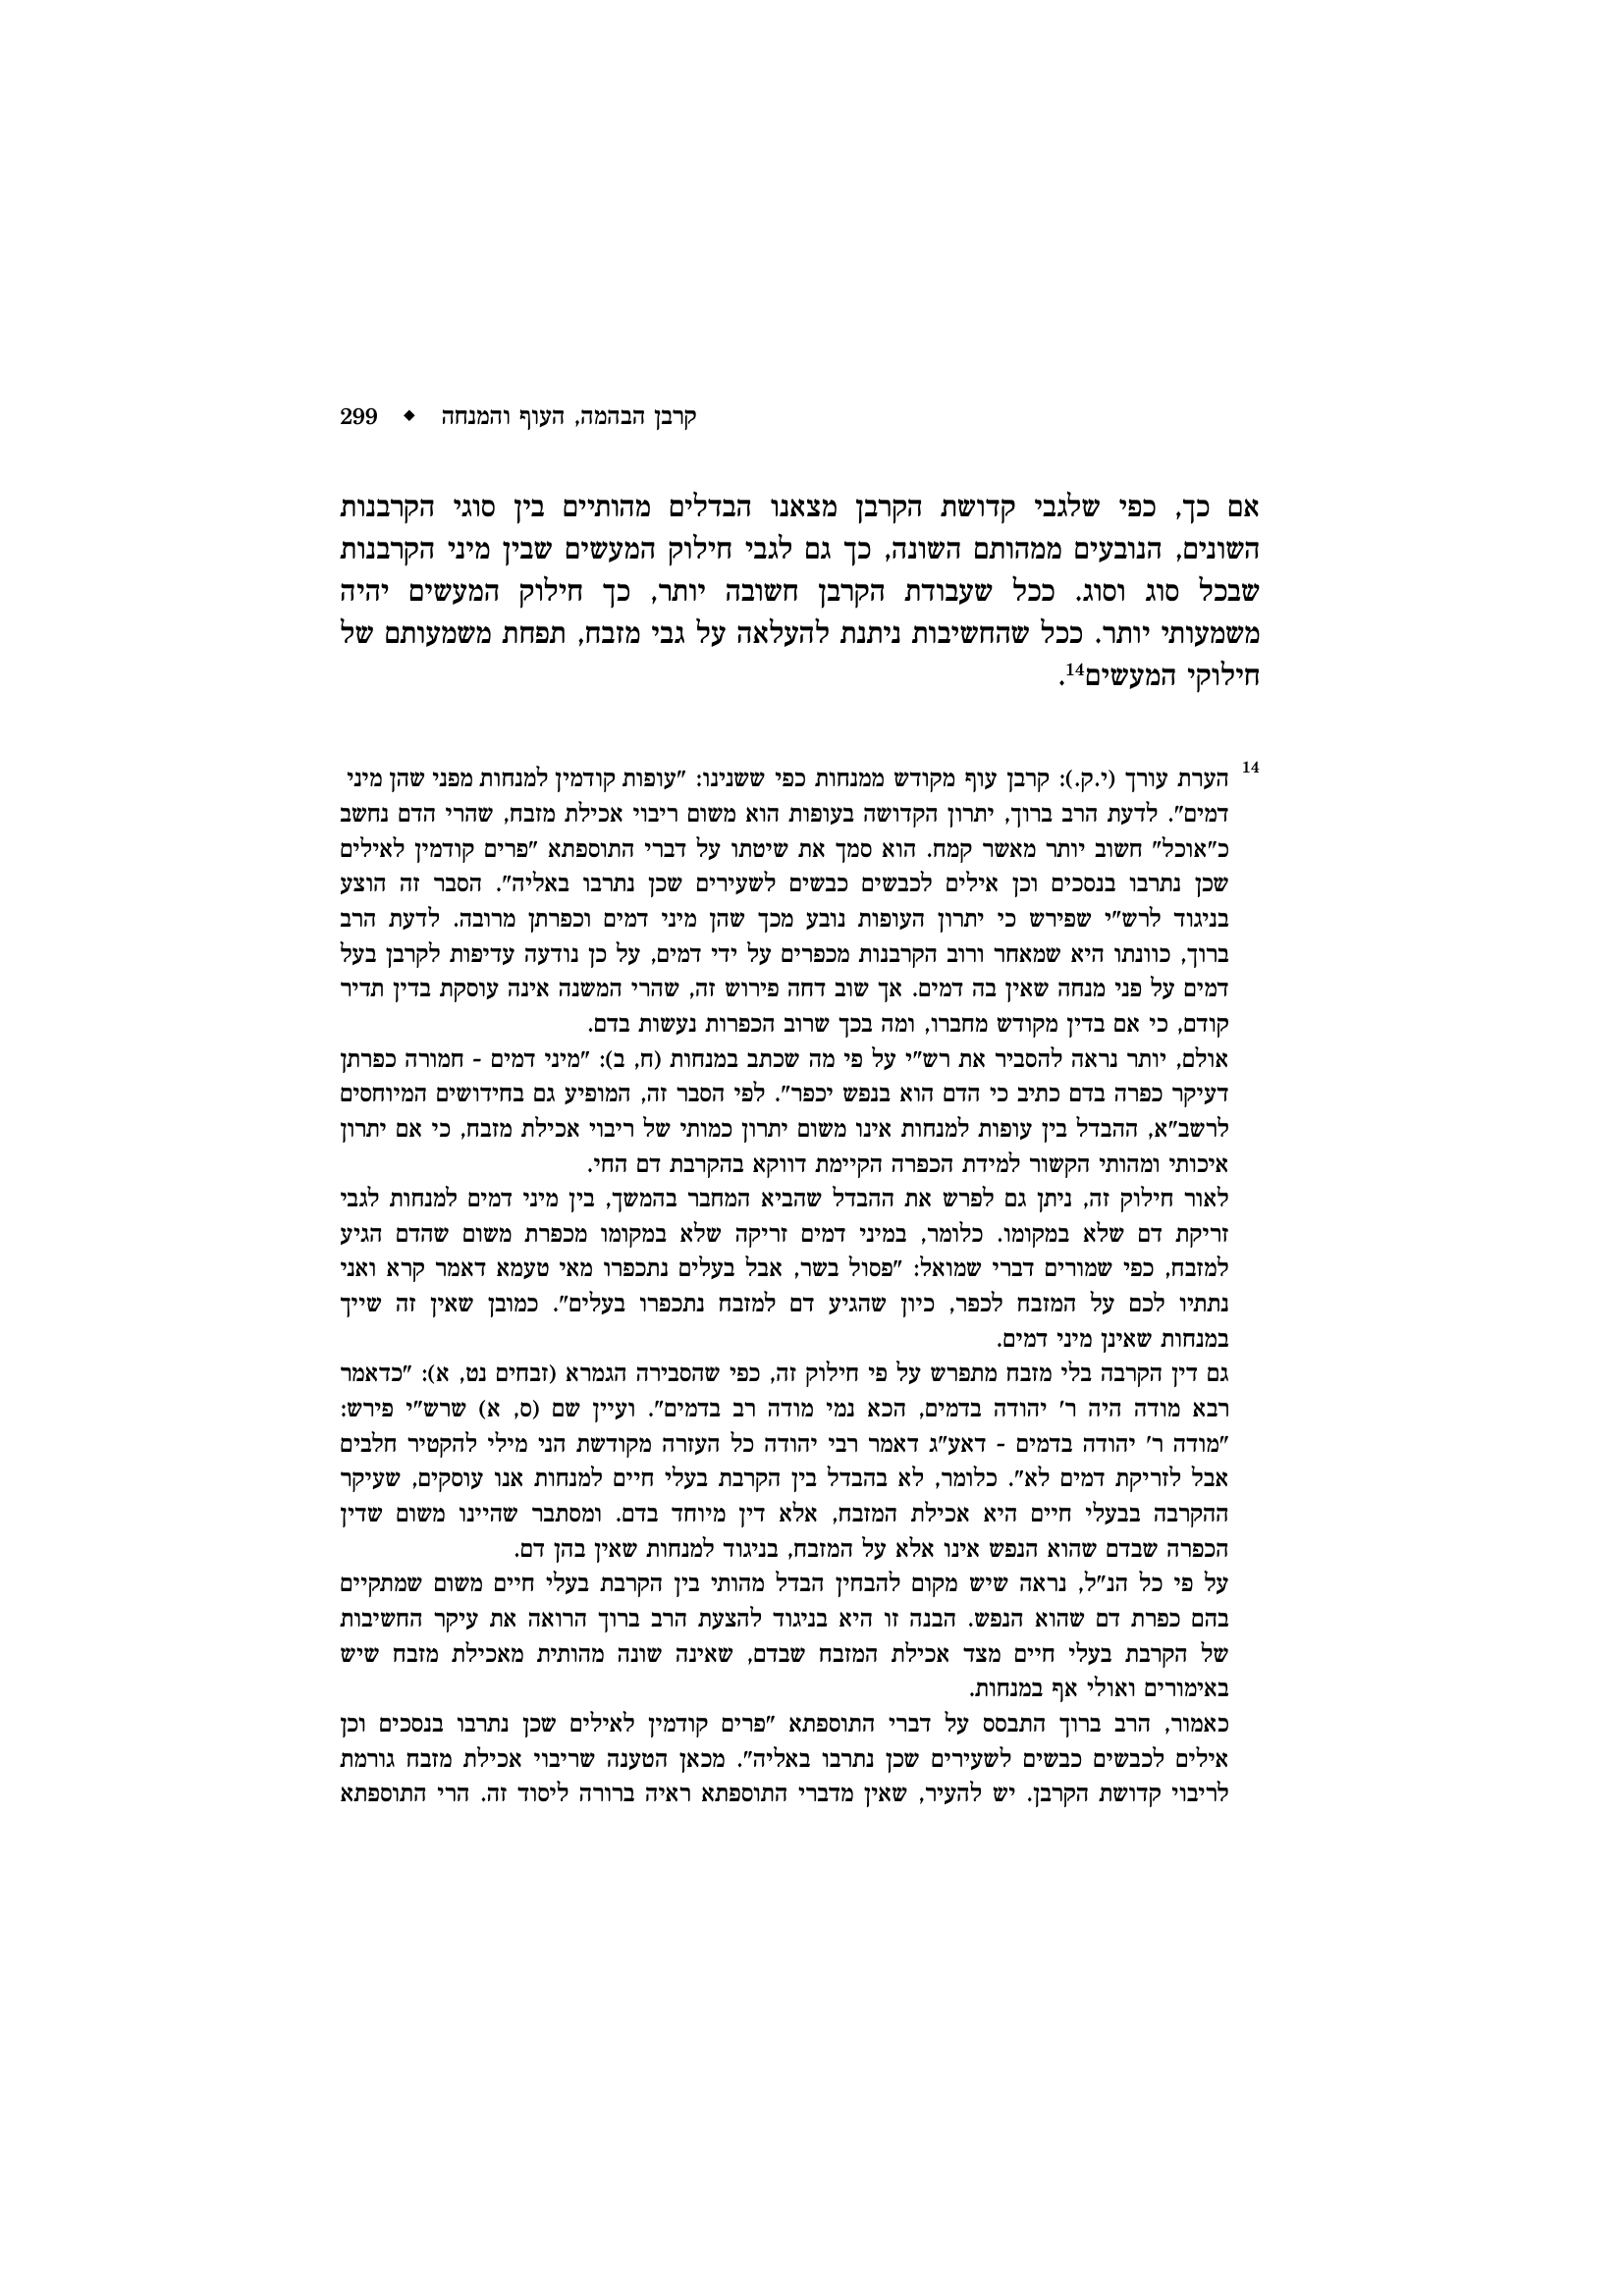 קרבן הבהמה, העוף והמנחה ◆ 299
אם כך, כפי שלגבי קדושת הקרבן מצאנו הבדלים מהותיים בין סוגי הקרבנות
השונים, הנובעים ממהותם השונה, כך גם לגבי חילוק המעשים שבין מיני הקרבנות
שבכל סוג וסוג. ככל שעבודת הקרבן חשובה יותר, כך חילוק המעשים יהיה
משמעותי יותר. ככל שהחשיבות ניתנת להעלאה על גבי מזבח, תפחת משמעותם של
חילוקי המעשים14.
14 הערת עורך (י.ק.): קרבן עוף מקודש ממנחות כפי ששנינו: "עופות קודמין למנחות מפני שהן מיני
דמים". לדעת הרב ברוך, יתרון הקדושה בעופות הוא משום ריבוי אכילת מזבח, שהרי הדם נחשב
כ"אוכל" חשוב יותר מאשר קמח. הוא סמך את שיטתו על דברי התוספתא "פרים קודמין לאילים
שכן נתרבו בנסכים וכן אילים לכבשים כבשים לשעירים שכן נתרבו באליה". הסבר זה הוצע
בניגוד לרש"י שפירש כי יתרון העופות נובע מכך שהן מיני דמים וכפרתן מרובה. לדעת הרב
ברוך, כוונתו היא שמאחר ורוב הקרבנות מכפרים על ידי דמים, על כן נודעה עדיפות לקרבן בעל
דמים על פני מנחה שאין בה דמים. אך שוב דחה פירוש זה, שהרי המשנה אינה עוסקת בדין תדיר
קודם, כי אם בדין מקודש מחברו, ומה בכך שרוב הכפרות נעשות בדם.
אולם, יותר נראה להסביר את רש"י על פי מה שכתב במנחות (ח, ב): "מיני דמים - חמורה כפרתן
דעיקר כפרה בדם כתיב כי הדם הוא בנפש יכפר". לפי הסבר זה, המופיע גם בחידושים המיוחסים
לרשב"א, ההבדל בין עופות למנחות אינו משום יתרון כמותי של ריבוי אכילת מזבח, כי אם יתרון
איכותי ומהותי הקשור למידת הכפרה הקיימת דווקא בהקרבת דם החי.
לאור חילוק זה, ניתן גם לפרש את ההבדל שהביא המחבר בהמשך, בין מיני דמים למנחות לגבי
זריקת דם שלא במקומו. כלומר, במיני דמים זריקה שלא במקומו מכפרת משום שהדם הגיע
למזבח, כפי שמורים דברי שמואל: "פסול בשר, אבל בעלים נתכפרו מאי טעמא דאמר קרא ואני
נתתיו לכם על המזבח לכפר, כיון שהגיע דם למזבח נתכפרו בעלים". כמובן שאין זה שייך
במנחות שאינן מיני דמים.
גם דין הקרבה בלי מזבח מתפרש על פי חילוק זה, כפי שהסבירה הגמרא (זבחים נט, א): "כדאמר
רבא מודה היה ר' יהודה בדמים, הכא נמי מודה רב בדמים". ועיין שם (ס, א) שרש"י פירש:
"מודה ר' יהודה בדמים - דאע"ג דאמר רבי יהודה כל העזרה מקודשת הני מילי להקטיר חלבים
אבל לזריקת דמים לא". כלומר, לא בהבדל בין הקרבת בעלי חיים למנחות אנו עוסקים, שעיקר
ההקרבה בבעלי חיים היא אכילת המזבח, אלא דין מיוחד בדם. ומסתבר שהיינו משום שדין
הכפרה שבדם שהוא הנפש אינו אלא על המזבח, בניגוד למנחות שאין בהן דם.
על פי כל הנ"ל, נראה שיש מקום להבחין הבדל מהותי בין הקרבת בעלי חיים משום שמתקיים
בהם כפרת דם שהוא הנפש. הבנה זו היא בניגוד להצעת הרב ברוך הרואה את עיקר החשיבות
של הקרבת בעלי חיים מצד אכילת המזבח שבדם, שאינה שונה מהותית מאכילת מזבח שיש
באימורים ואולי אף במנחות.
כאמור, הרב ברוך התבסס על דברי התוספתא "פרים קודמין לאילים שכן נתרבו בנסכים וכן
אילים לכבשים כבשים לשעירים שכן נתרבו באליה". מכאן הטענה שריבוי אכילת מזבח גורמת
לריבוי קדושת הקרבן. יש להעיר, שאין מדברי התוספתא ראיה ברורה ליסוד זה. הרי התוספתא